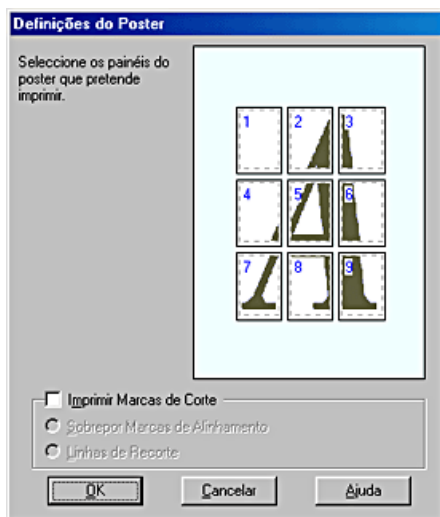 Definições do Poster
Seleccione os painéis do
poster que pretende
imprimir.
1 2 3
4 5 6
7 8 9
Imprimir Marcas de Corte
Sobrepor Marcas de Alinhamento
Linhas de Recorte
OK Cancelar Ajuda